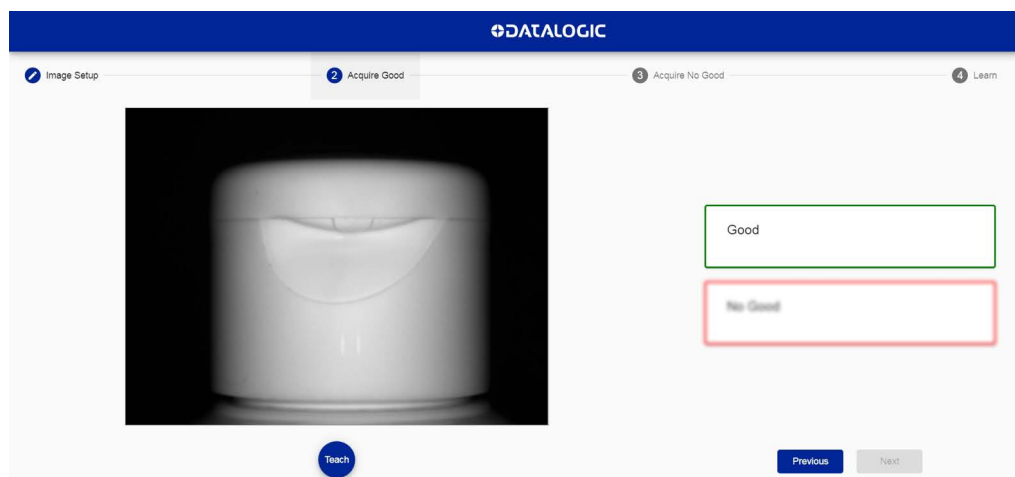 DATALOGIC
Image Setup
2 Acquire Good
3 Acquire No Good
4 Learn
Good
No Good
Teach
Previous
Next